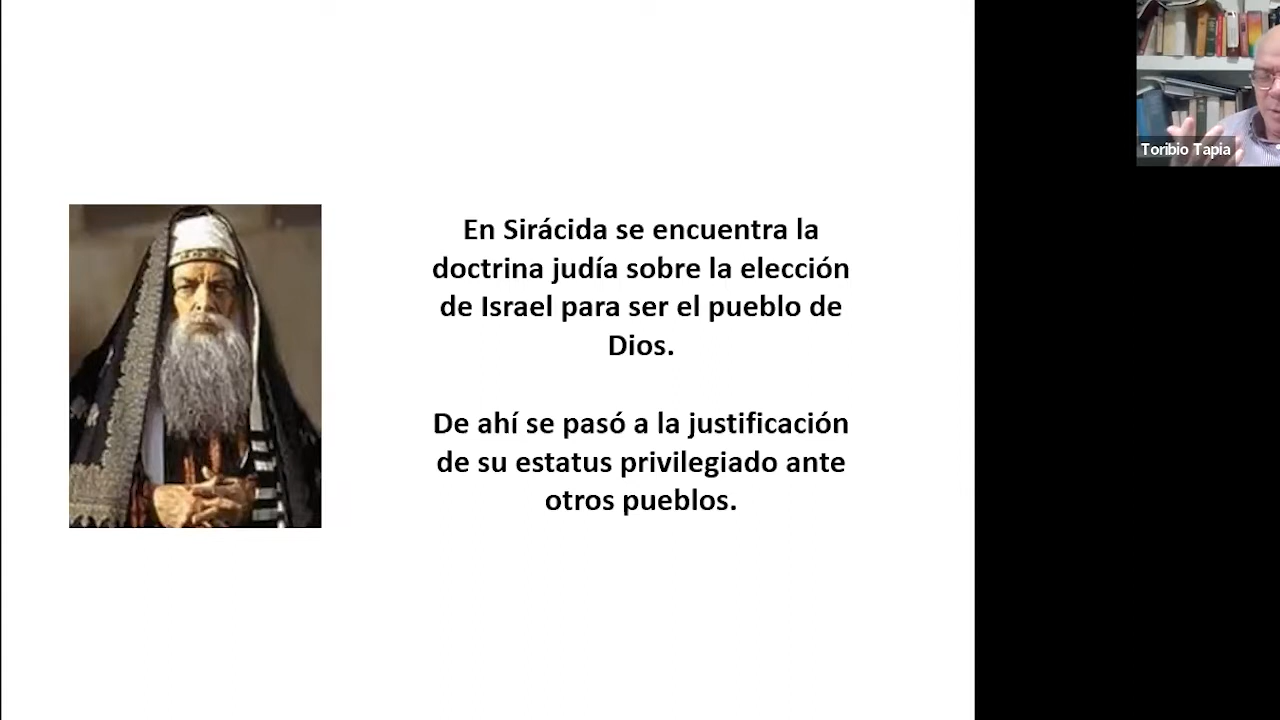 En Sirácida se encuentra la
doctrina judía sobre la elección
de Israel para ser el pueblo de
Dios.
De ahí se pasó a la justificación
de su estatus privilegiado ante
otros pueblos.
Toribio Tapia